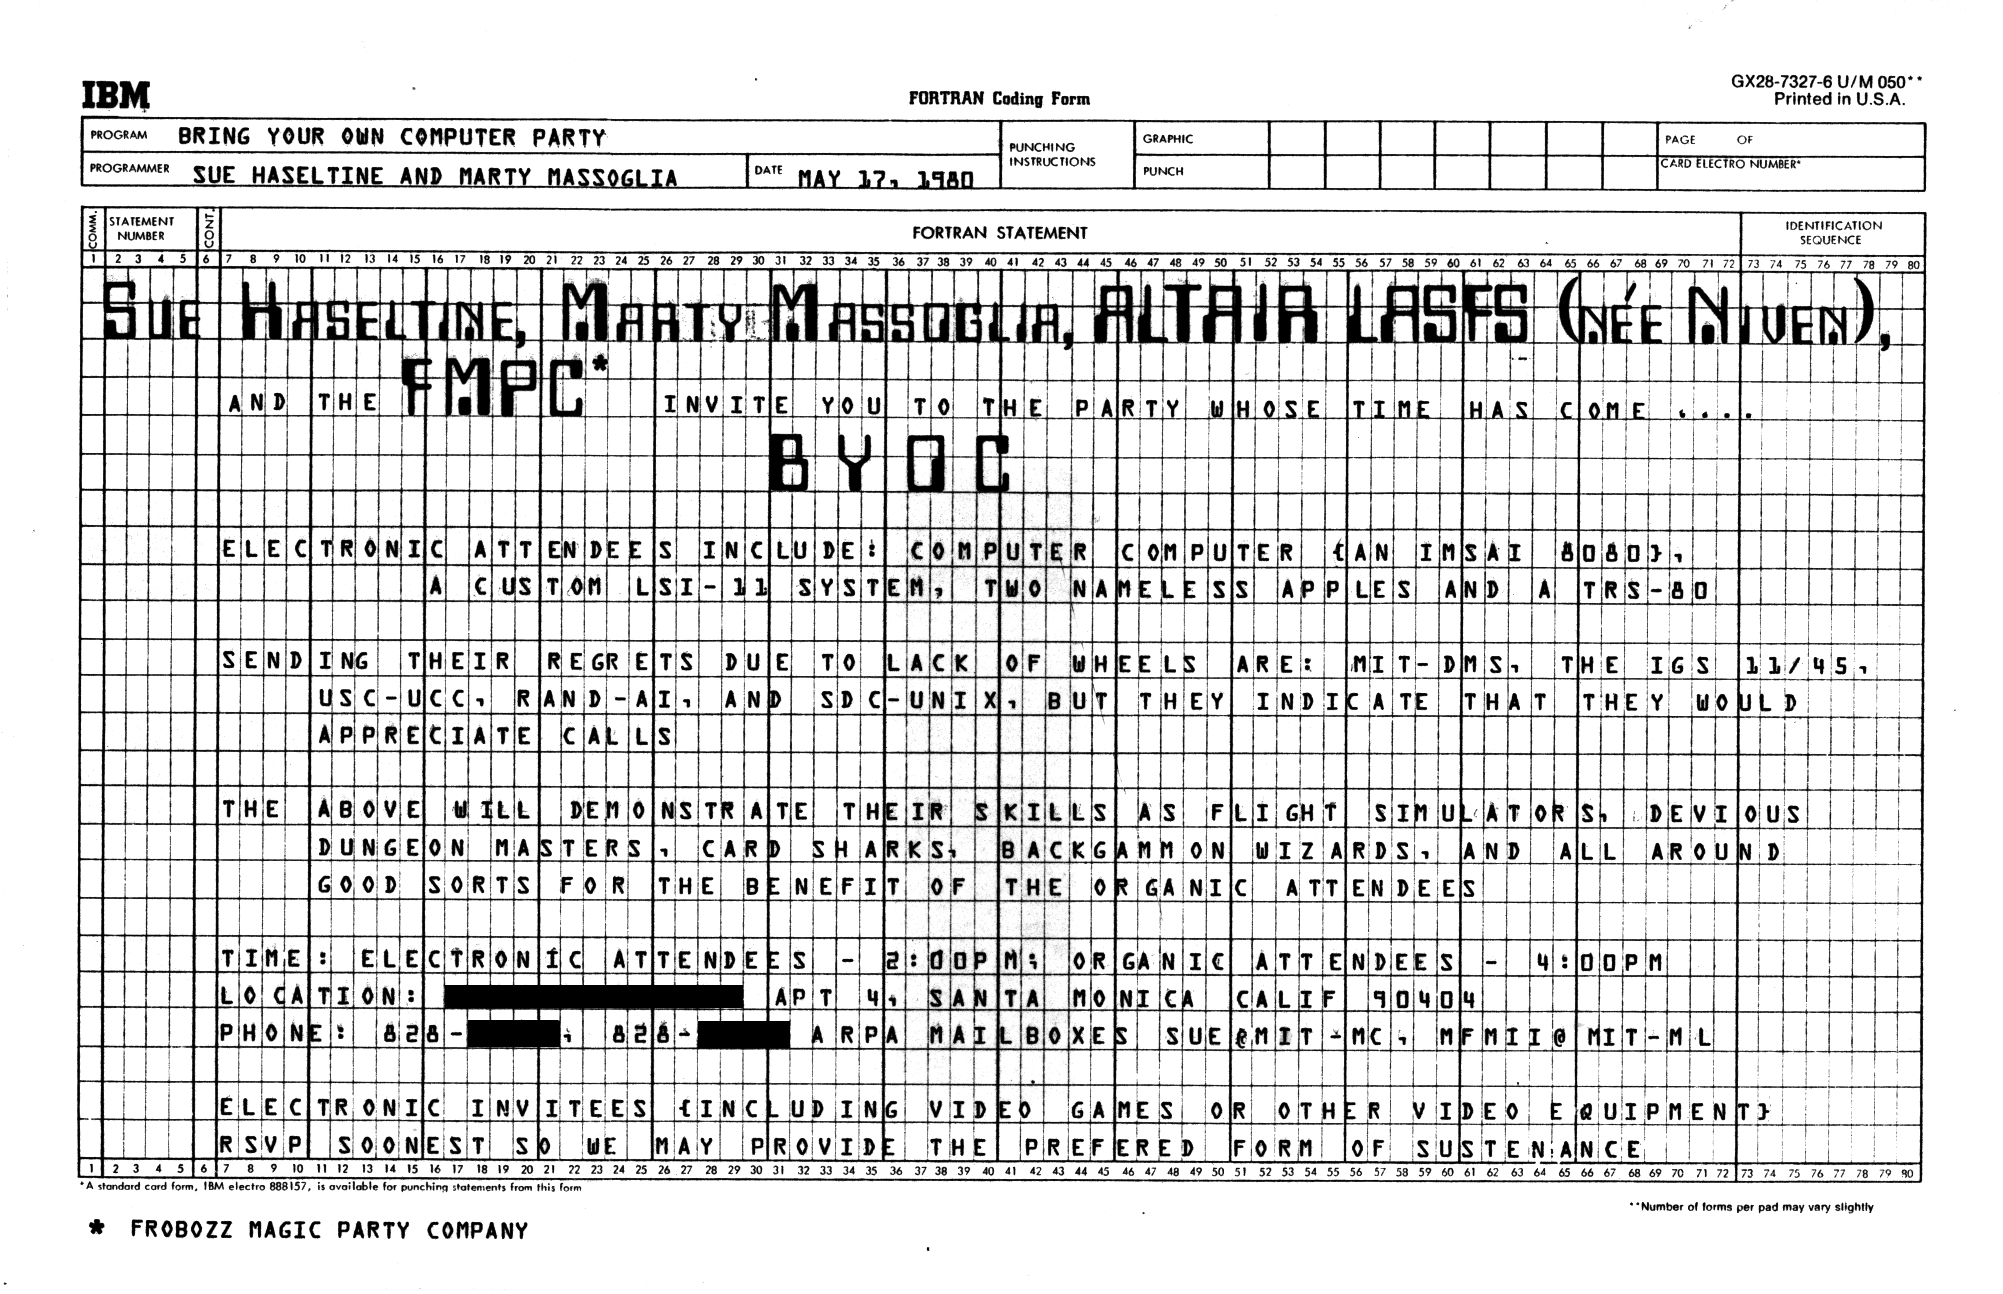 IBM
FORTRAN Coding Form
GX28-7327-6 U/M 050**
Printed in U.S.A.
PROGRAM BRING YOUR OWN COMPUTER PARTY
PUNCHING INSTRUCTIONS
GRAPHIC
PAGE OF
PROGRAMMER SUE HASELTINE AND MARTY MASSOGLIA
DATE MAY 17, 1980
PUNCH
CARD ELECTRO NUMBER*
COMM.
STATEMENT NUMBER
CONT.
FORTRAN STATEMENT
IDENTIFICATION SEQUENCE
1 2 3 4 5 6 7 8 9 10 11 12 13 14 15 16 17 18 19 20 21 22 23 24 25 26 27 28 29 30 31 32 33 34 35 36 37 38 39 40 41 42 43 44 45 46 47 48 49 50 51 52 53 54 55 56 57 58 59 60 61 62 63 64 65 66 67 68 69 70 71 72 73 74 75 76 77 78 79 80
SUE HASELTINE, MARTY MASSOGLIA, ALTAIR LASFS (NÉE NIVEN),
AND THE FMPC* INVITE YOU TO THE PARTY WHOSE TIME HAS COME ....
BYOC
ELECTRONIC ATTENDEES INCLUDE: COMPUTER COMPUTER {AN IMSAI 8080},
A CUSTOM LSI-11 SYSTEM, TWO NAMELESS APPLES AND A TRS-80
SENDING THEIR REGRETS DUE TO LACK OF WHEELS ARE: MIT-DMS, THE IGS 11/45,
USC-UCC, RAND-AI, AND SDC-UNIX, BUT THEY INDICATE THAT THEY WOULD
APPRECIATE CALLS
THE ABOVE WILL DEMONSTRATE THEIR SKILLS AS FLIGHT SIMULATORS, DEVIOUS
DUNGEON MASTERS, CARD SHARKS, BACKGAMMON WIZARDS, AND ALL AROUND
GOOD SORTS FOR THE BENEFIT OF THE ORGANIC ATTENDEES
TIME: ELECTRONIC ATTENDEES - 2:00PM; ORGANIC ATTENDEES - 4:00PM
LOCATION: APT 4, SANTA MONICA CALIF 90404
PHONE: 828- , 828- ARPA MAILBOXES SUE@MIT-MC, MFMII@MIT-ML
ELECTRONIC INVITEES {INCLUDING VIDEO GAMES OR OTHER VIDEO EQUIPMENT}
RSVP SOONEST SO WE MAY PROVIDE THE PREFERED FORM OF SUSTENANCE
1 2 3 4 5 6 7 8 9 10 11 12 13 14 15 16 17 18 19 20 21 22 23 24 25 26 27 28 29 30 31 32 33 34 35 36 37 38 39 40 41 42 43 44 45 46 47 48 49 50 51 52 53 54 55 56 57 58 59 60 61 62 63 64 65 66 67 68 69 70 71 72 73 74 75 76 77 78 79 80
*A standard card form, IBM electro 888157, is available for punching statements from this form
**Number of forms per pad may vary slightly
* FROBOZZ MAGIC PARTY COMPANY